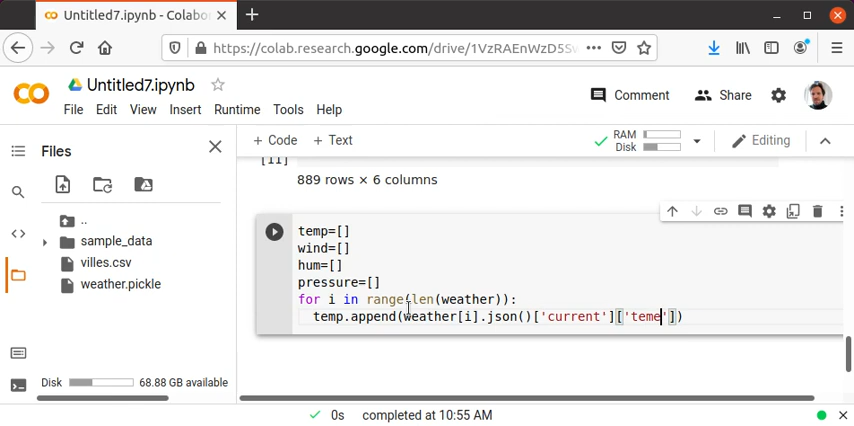 Untitled7.ipynb - Colabo
https://colab.research.google.com/drive/1VzRAEnWzD5Sw
Untitled7.ipynb
File Edit View Insert Runtime Tools Help
Comment
Share
Files
+ Code + Text
RAM
Disk
Editing
..
sample_data
villes.csv
weather.pickle
[11]
889 rows × 6 columns
temp=[]
wind=[]
hum=[]
pressure=[]
for i in range(len(weather)):
temp.append(weather[i].json()['current']['teme'])
Disk 68.88 GB available
0s completed at 10:55 AM